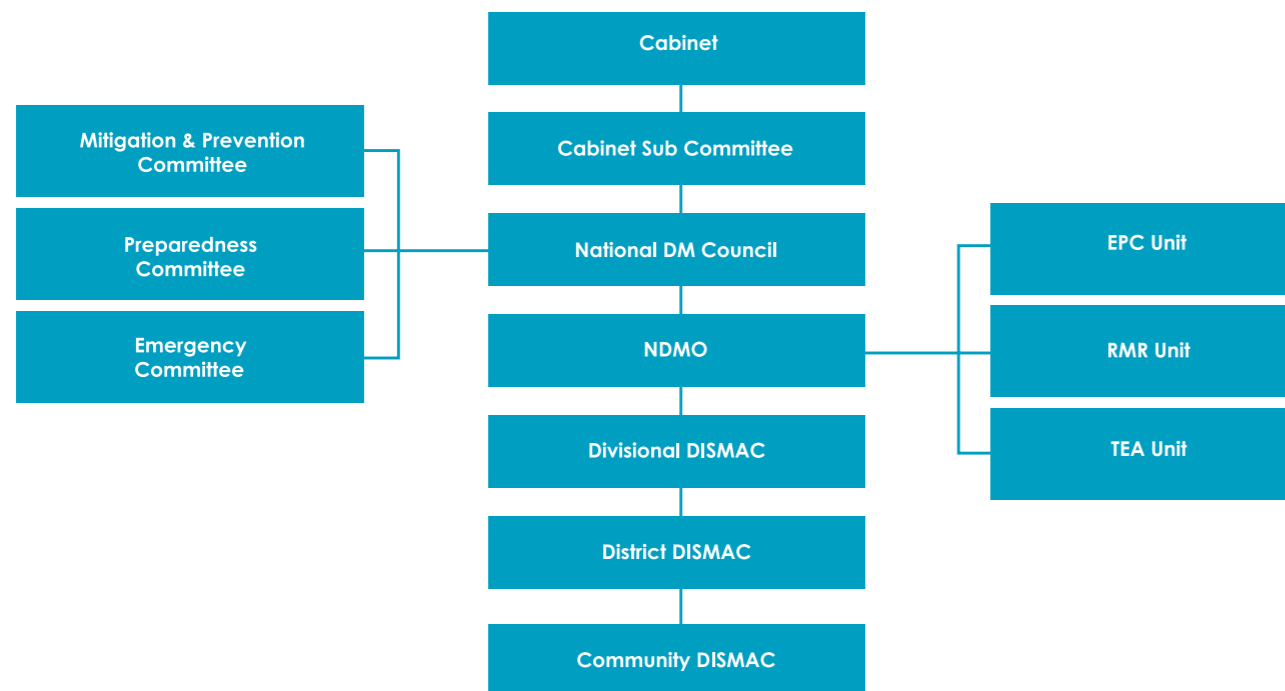 Cabinet
Cabinet Sub Committee
National DM Council
NDMO
Divisional DISMAC
District DISMAC
Community DISMAC
Mitigation & Prevention
Committee
Preparedness
Committee
Emergency
Committee
EPC Unit
RMR Unit
TEA Unit